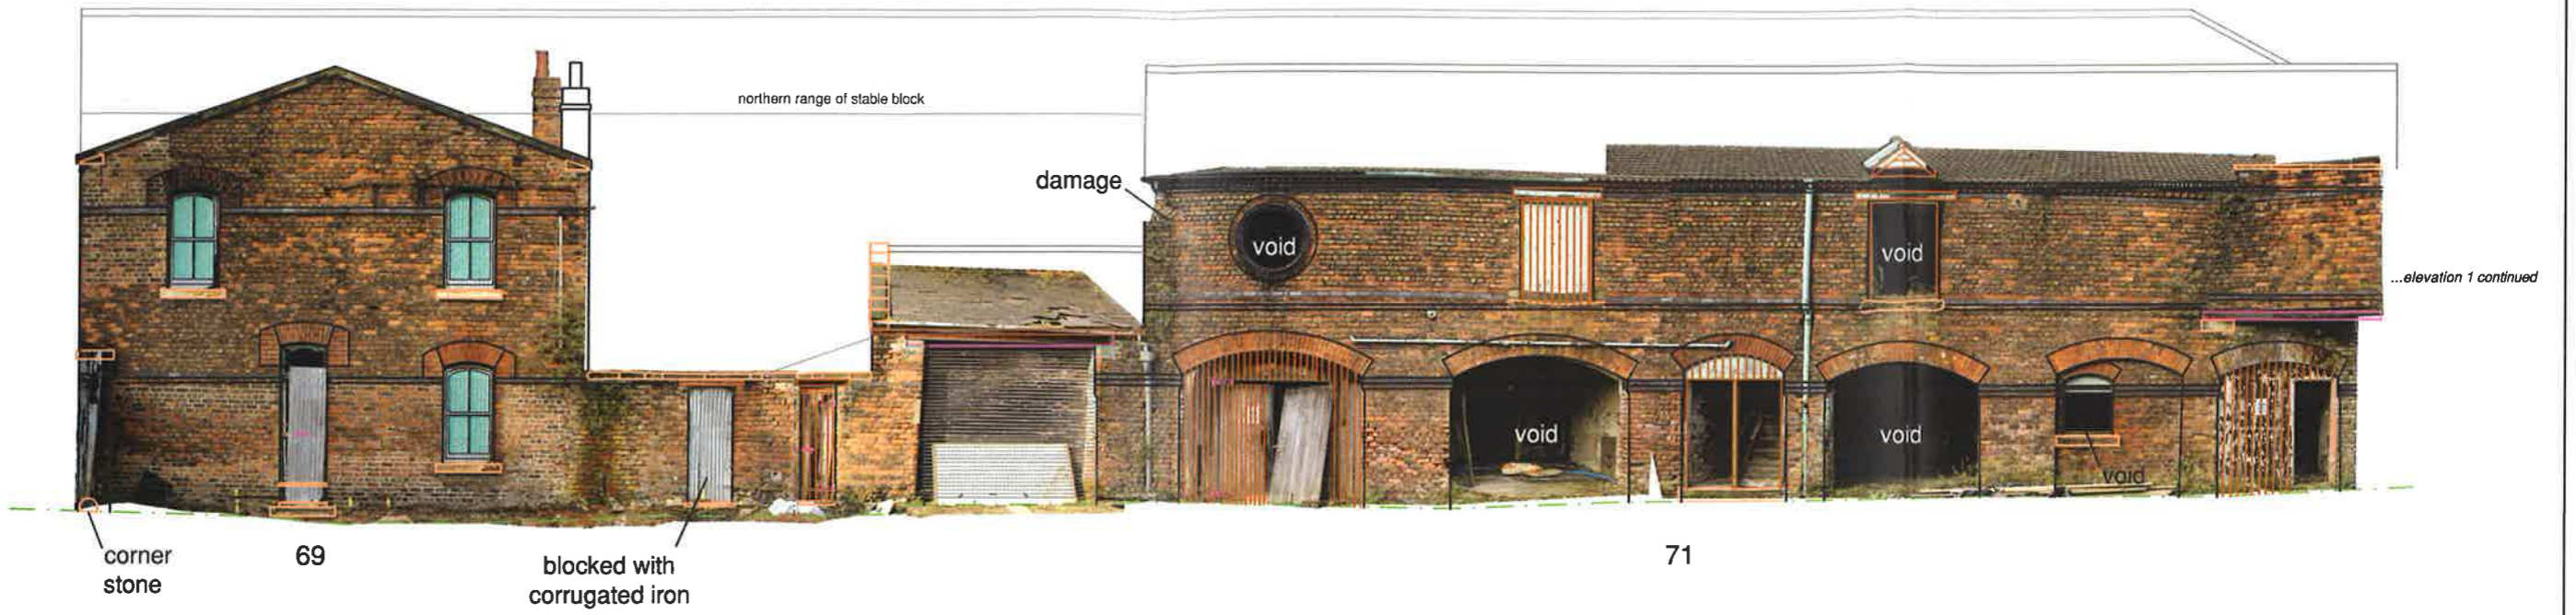 northern range of stable block
damage
void
void
...elevation 1 continued
void
void
void
corner
stone
69
blocked with
corrugated iron
71